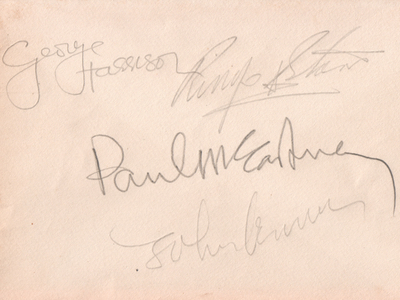 George Harrison
Ringo Starr
Paul McCartney
John Lennon